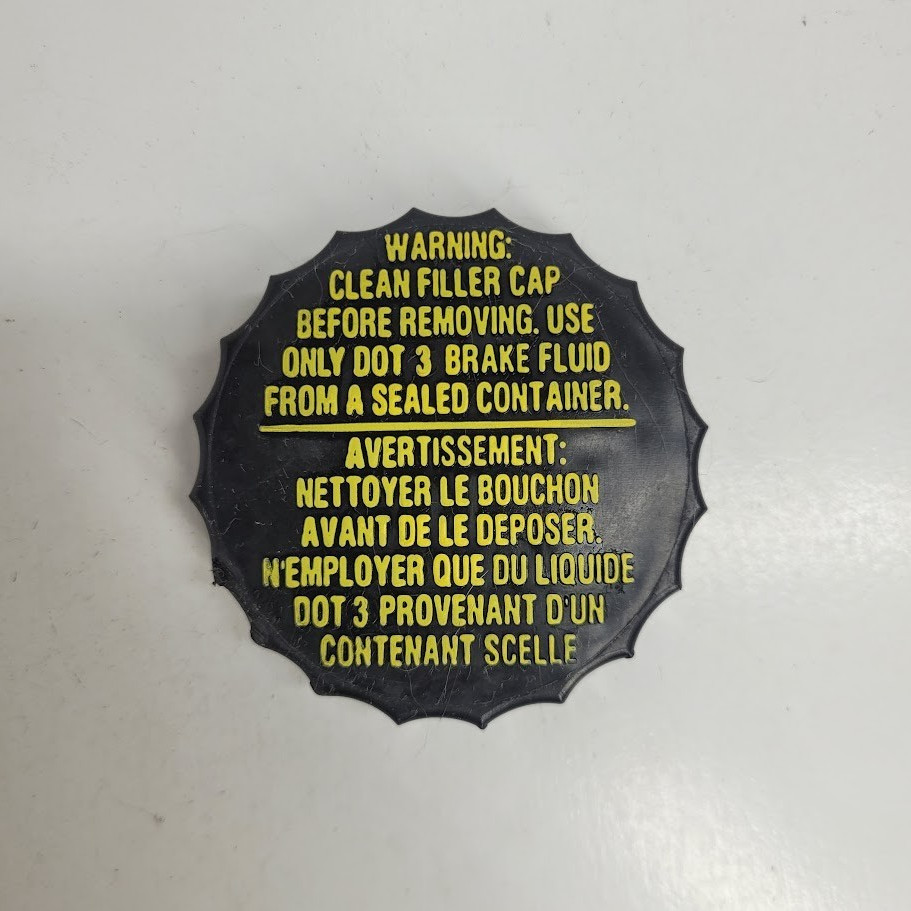 WARNING:
CLEAN FILLER CAP
BEFORE REMOVING. USE
ONLY DOT 3 BRAKE FLUID
FROM A SEALED CONTAINER.
AVERTISSEMENT:
NETTOYER LE BOUCHON
AVANT DE LE DEPOSER.
N'EMPLOYER QUE DU LIQUIDE
DOT 3 PROVENANT D'UN
CONTENANT SCELLE